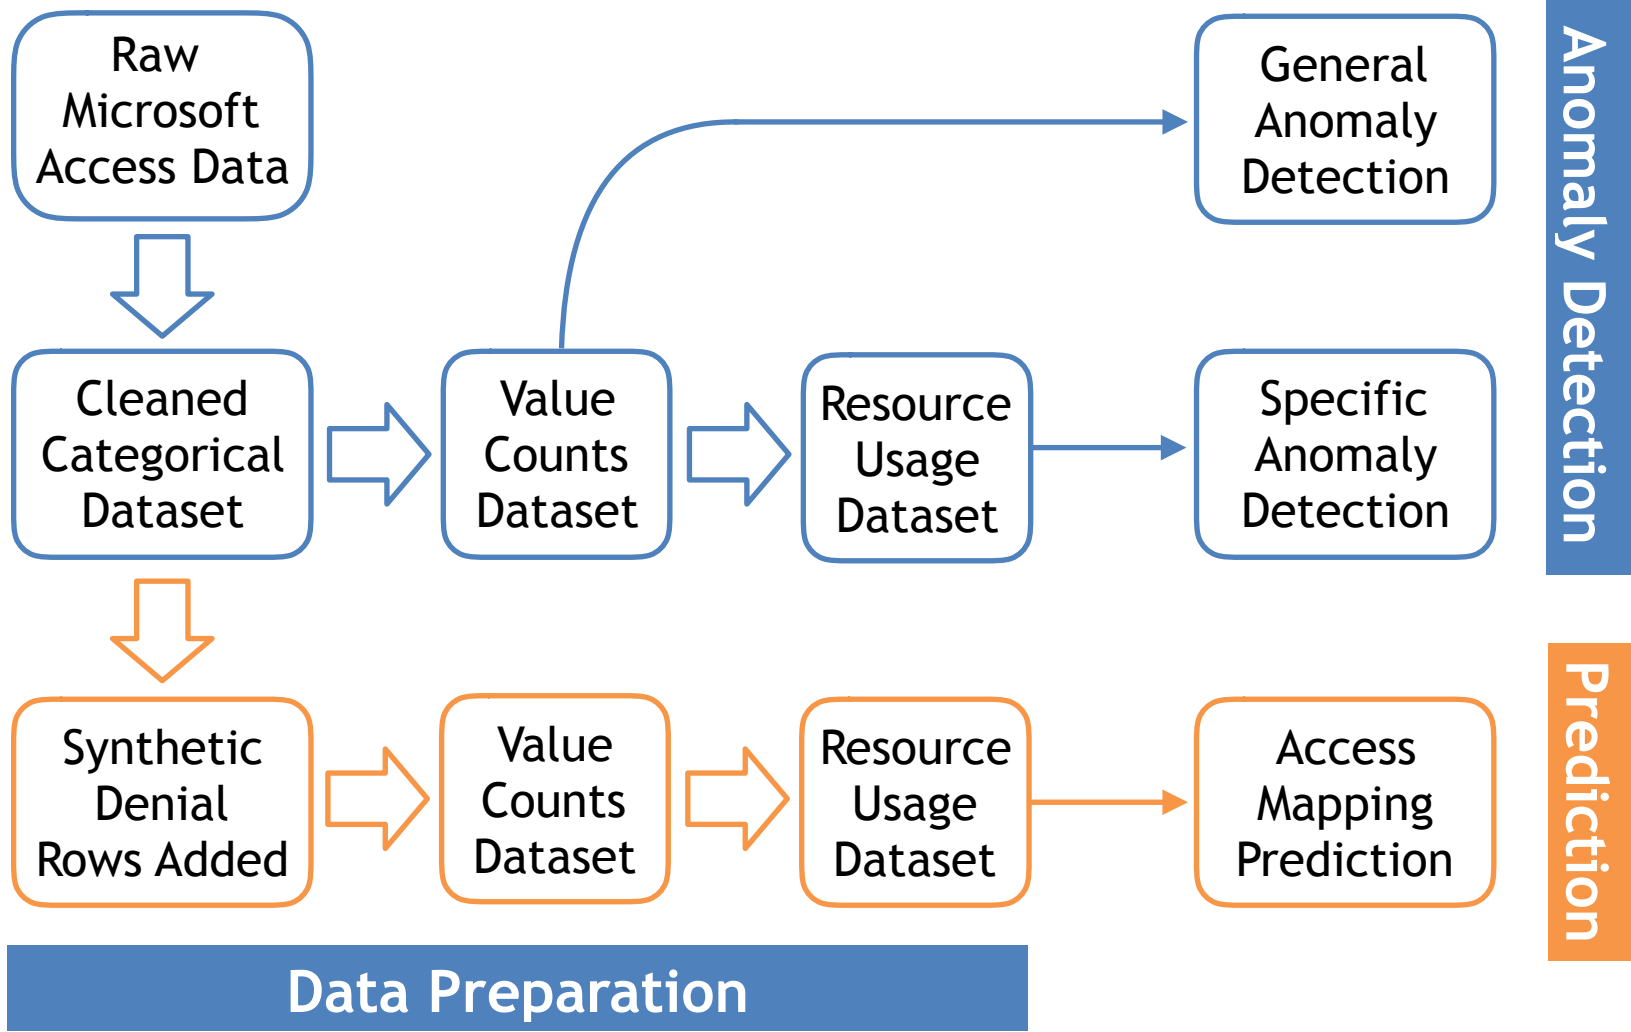 Raw
Microsoft
Access Data
General
Anomaly
Detection
Anomaly Detection
Cleaned
Categorical
Dataset
Value
Counts
Dataset
Resource
Usage
Dataset
Specific
Anomaly
Detection
Synthetic
Denial
Rows Added
Value
Counts
Dataset
Resource
Usage
Dataset
Access
Mapping
Prediction
Prediction
Data Preparation